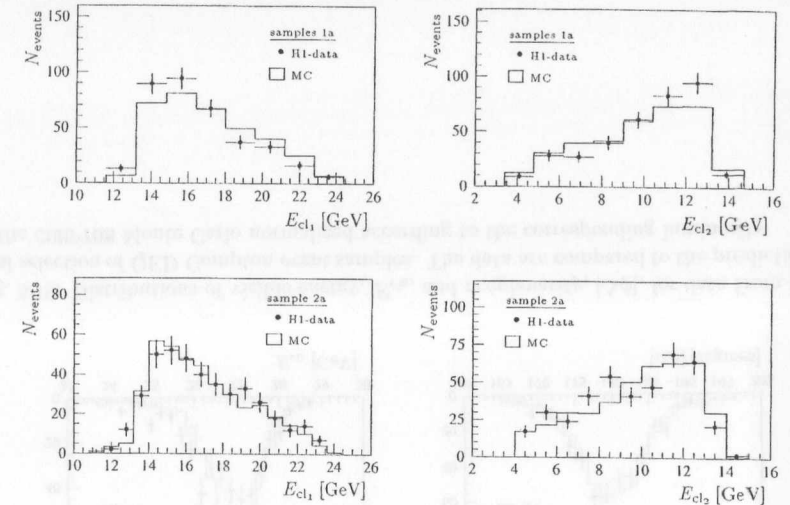 samples 1a
H1-data
MC
N_events
150
100
50
0
10 12 14 16 18 20 22 24 26
E_cl₁ [GeV]
samples 1a
H1-data
MC
N_events
150
100
50
0
2 4 6 8 10 12 14 16
E_cl₂ [GeV]
sample 2a
H1-data
MC
N_events
80
60
40
20
0
10 12 14 16 18 20 22 24 26
E_cl₁ [GeV]
sample 2a
H1-data
MC
N_events
100
75
50
25
0
2 4 6 8 10 12 14 16
E_cl₂ [GeV]